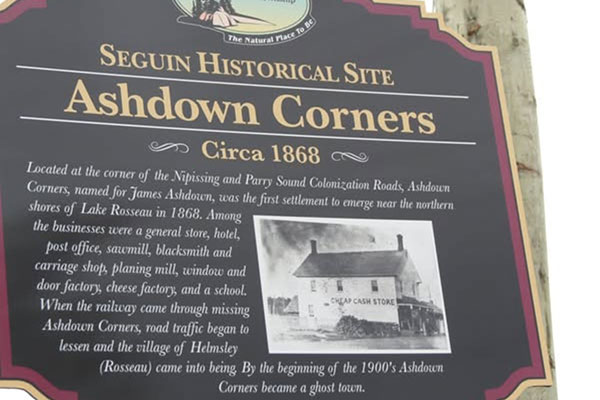 The Natural Place To Be
SEGUIN HISTORICAL SITE
Ashdown Corners
Circa 1868
Located at the corner of the Nipissing and Parry Sound Colonization Roads, Ashdown
Corners, named for James Ashdown, was the first settlement to emerge near the northern
shores of Lake Rosseau in 1868. Among
the businesses were a general store, hotel,
post office, sawmill, blacksmith and
carriage shop, planing mill, window and
door factory, cheese factory, and a school.
When the railway came through missing
Ashdown Corners, road traffic began to
lessen and the village of Helmsley
(Rosseau) came into being. By the beginning of the 1900's Ashdown
Corners became a ghost town.
CHEAP CASH STORE